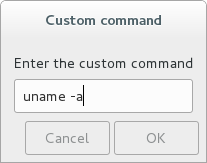 Custom command
Enter the custom command
uname -a
Cancel OK